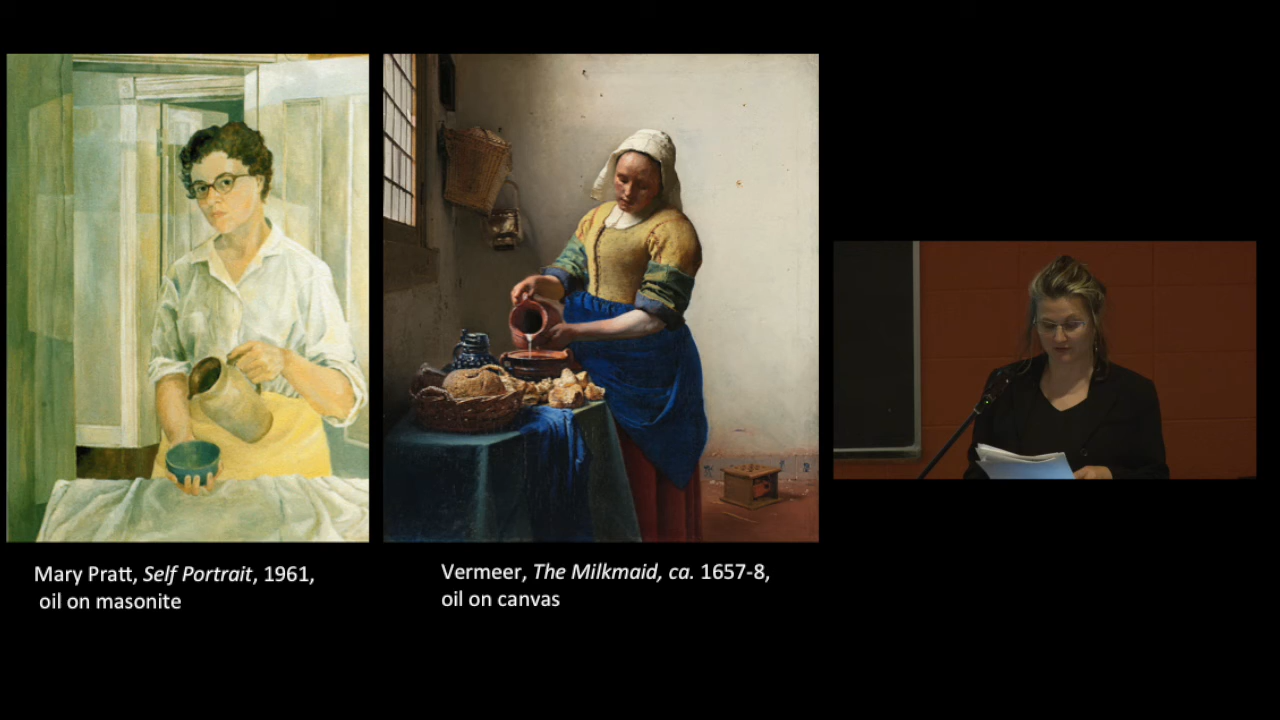 Mary Pratt, Self Portrait, 1961,
oil on masonite
Vermeer, The Milkmaid, ca. 1657-8,
oil on canvas